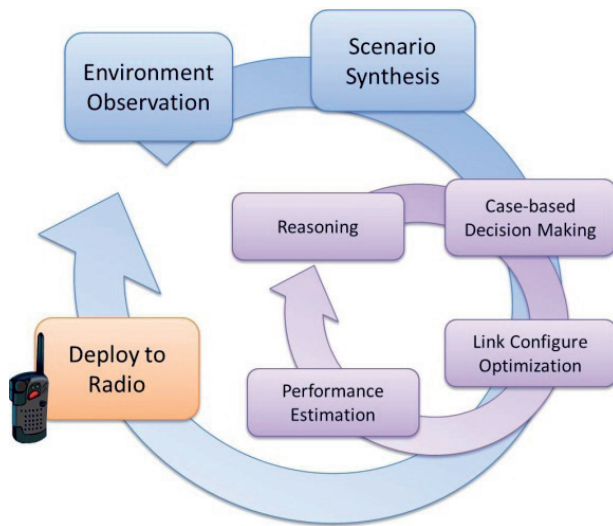 Environment
Observation
Scenario
Synthesis
Reasoning
Case-based
Decision Making
Link Configure
Optimization
Performance
Estimation
Deploy to
Radio